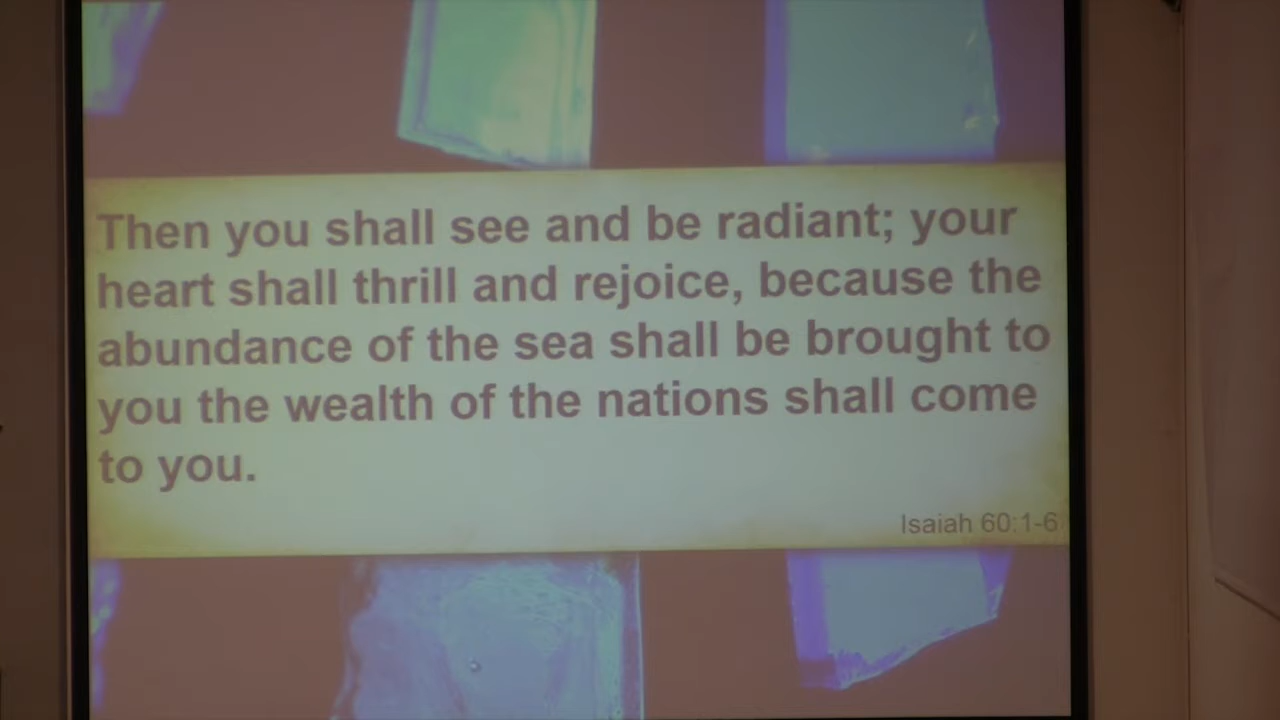 Then you shall see and be radiant; your
heart shall thrill and rejoice, because the
abundance of the sea shall be brought to
you the wealth of the nations shall come
to you.
Isaiah 60:1-6